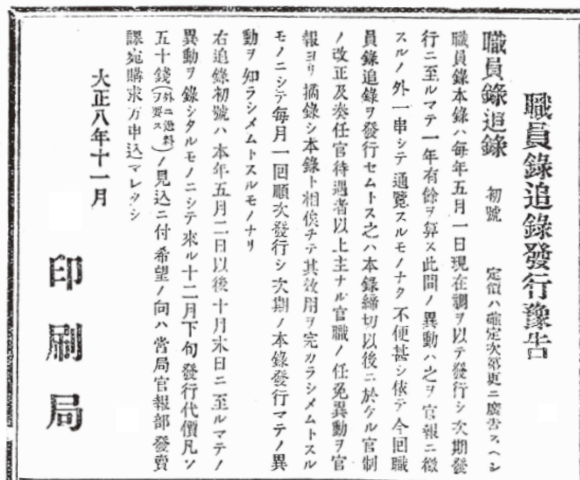 職員錄追錄發行豫告
職員錄追錄 初號 定價ハ確定次第更ニ廣吿スヘシ
職員錄本錄ハ每年五月一日現在調ヲ以テ發行シ次期發
行ニ至ルマテ一年有餘ヲ算ス此間ノ異動ハ之ヲ官報ニ徵
スルノ外一串シテ通覽スルモノナク不便甚シ依テ今回職
員錄追錄ヲ發行セムトス之ハ本錄締切以後ニ於ケル官制
ノ改正及奏任官待遇者以上主ナル官職ノ任免異動ヲ官
報ヨリ摘錄シ本錄ト相俟チテ其效用ヲ完カラシメムトスル
モノニシテ每月一回順次發行シ次期ノ本錄發行マテノ異
動ヲ知ラシメムトスルモノナリ
右追錄初號ハ本年五月二日以後十月末日ニ至ルマテノ
異動ヲ錄シタルモノニシテ來ル十二月下旬發行代價凡ソ
五十錢(外ニ遞料ヲ要ス)ノ見込ニ付希望ノ向ハ當局官報部發賣
課宛購求方申込マレタシ
大正八年十一月
印刷局